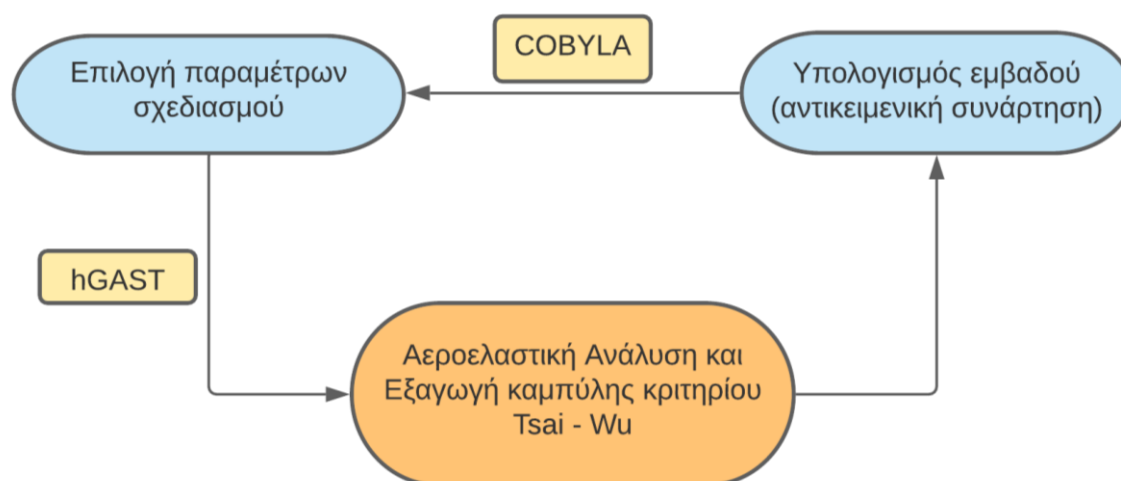 COBYLA
Επιλογή παραμέτρων
σχεδιασμού
Υπολογισμός εμβαδού
(αντικειμενική συνάρτηση)
hGAST
Αεροελαστική Ανάλυση και
Εξαγωγή καμπύλης κριτηρίου
Tsai - Wu